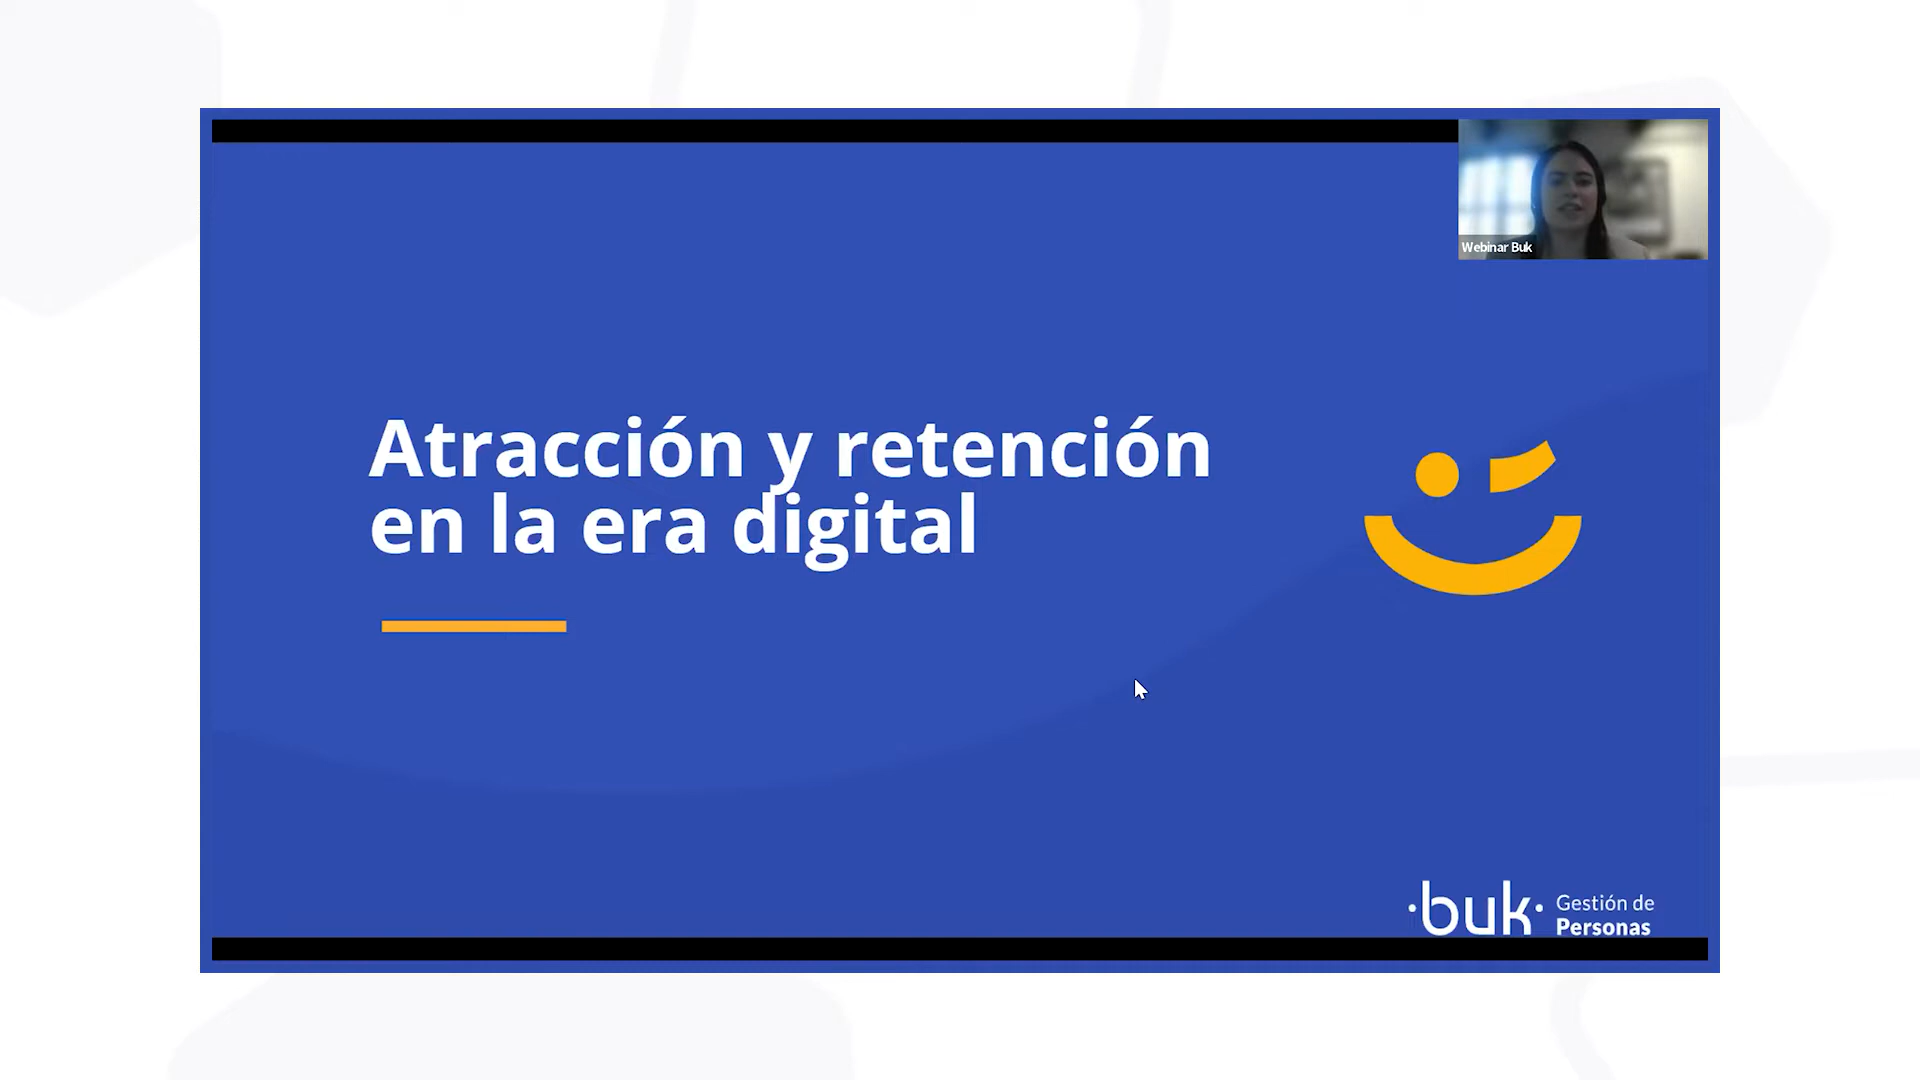 Webinar Buk
Atracción y retención
en la era digital
·buk·
Gestión de
Personas